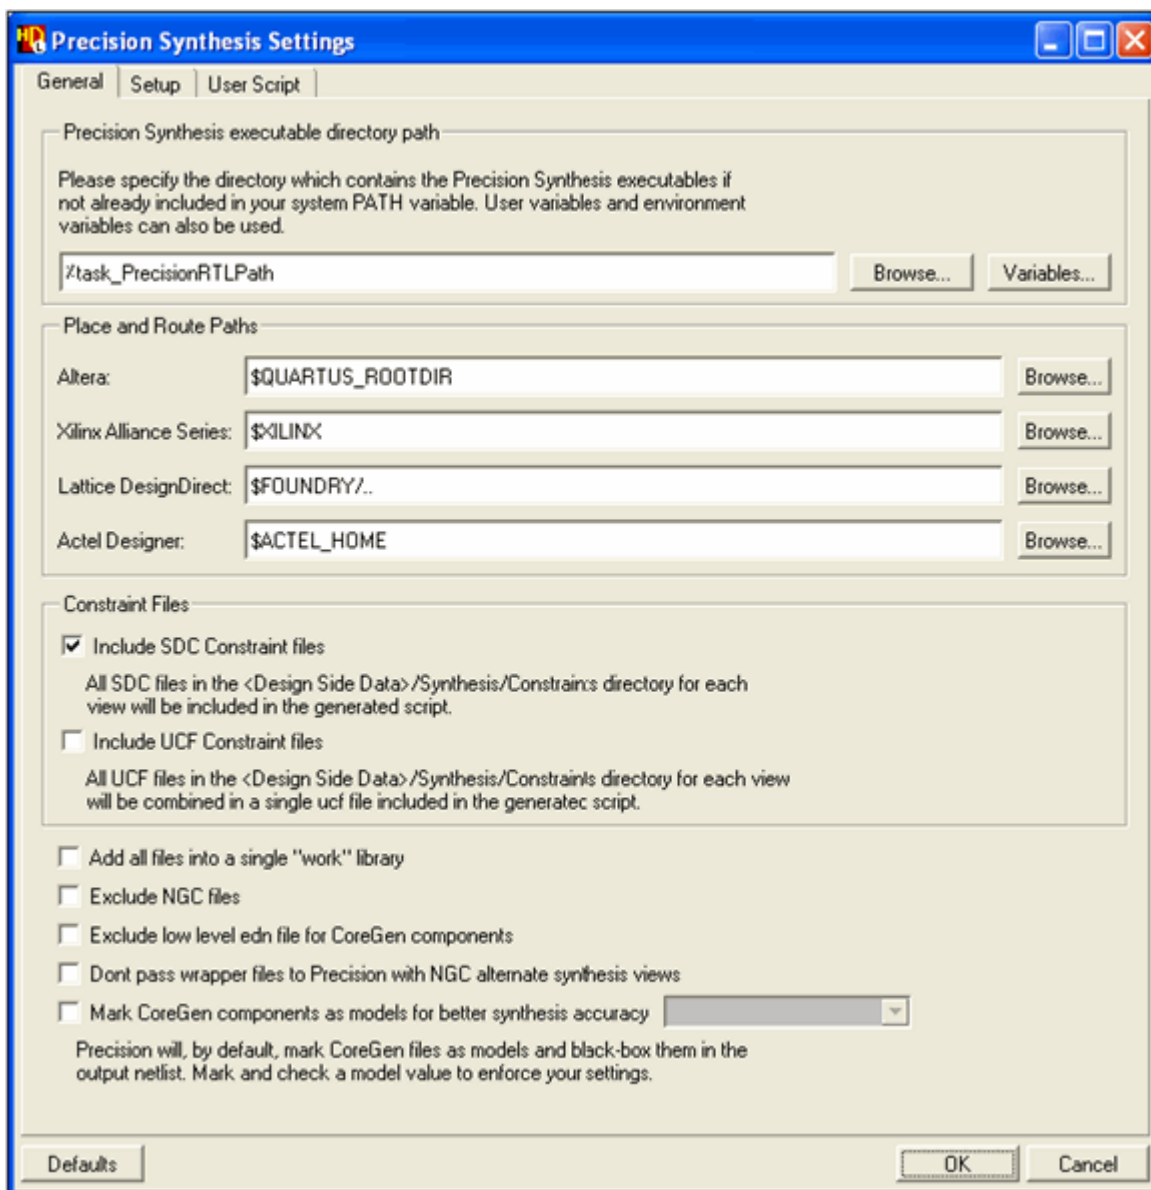 Precision Synthesis Settings
General Setup User Script
Precision Synthesis executable directory path
Please specify the directory which contains the Precision Synthesis executables if
not already included in your system PATH variable. User variables and environment
variables can also be used.
%task_PrecisionRTLPath Browse... Variables...
Place and Route Paths
Altera: $QUARTUS_ROOTDIR Browse...
Xilinx Alliance Series: $XILINX Browse...
Lattice DesignDirect: $FOUNDRY/.. Browse...
Actel Designer: $ACTEL_HOME Browse...
Constraint Files
Include SDC Constraint files
All SDC files in the <Design Side Data>/Synthesis/Constraints directory for each
view will be included in the generated script.
Include UCF Constraint files
All UCF files in the <Design Side Data>/Synthesis/Constraints directory for each view
will be combined in a single ucf file included in the generated script.
Add all files into a single "work" library
Exclude NGC files
Exclude low level edn file for CoreGen components
Dont pass wrapper files to Precision with NGC alternate synthesis views
Mark CoreGen components as models for better synthesis accuracy
Precision will, by default, mark CoreGen files as models and black-box them in the
output netlist. Mark and check a model value to enforce your settings.
Defaults OK Cancel